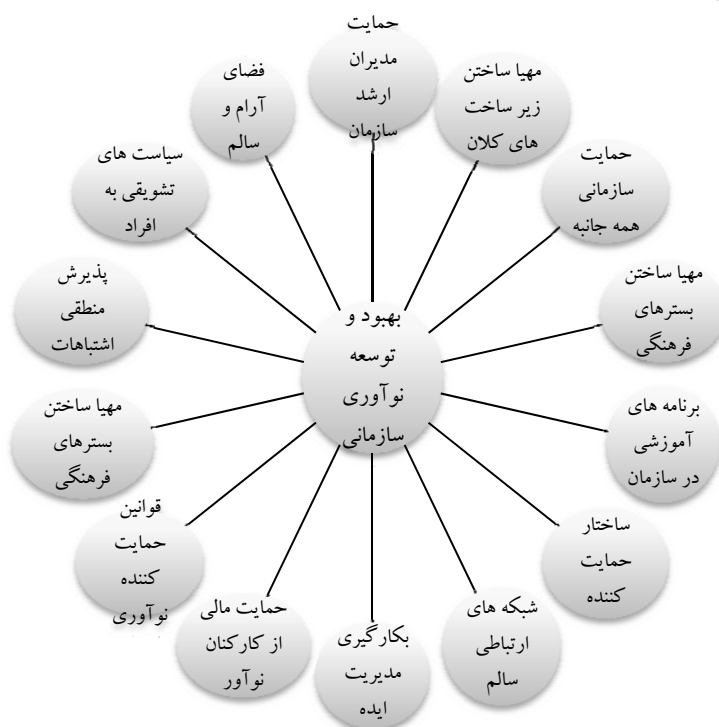 حمایت
مدیران
ارشد
سازمان
مهیا ساختن
زیر ساخت
های کلان
حمایت
سازمانی
همه جانبه
مهیا ساختن
بسترهای
فرهنگی
برنامه های
آموزشی
در سازمان
ساختار
حمایت
کننده
شبکه های
ارتباطی
سالم
بکارگیری
مدیریت
ایده
حمایت مالی
از کارکنان
نوآور
قوانین
حمایت
کننده
نوآوری
مهیا ساختن
بسترهای
فرهنگی
پذیرش
منطقی
اشتباهات
سیاست های
تشویقی به
افراد
فضای
آرام و
سالم
بهبود و
توسعه
نوآوری
سازمانی